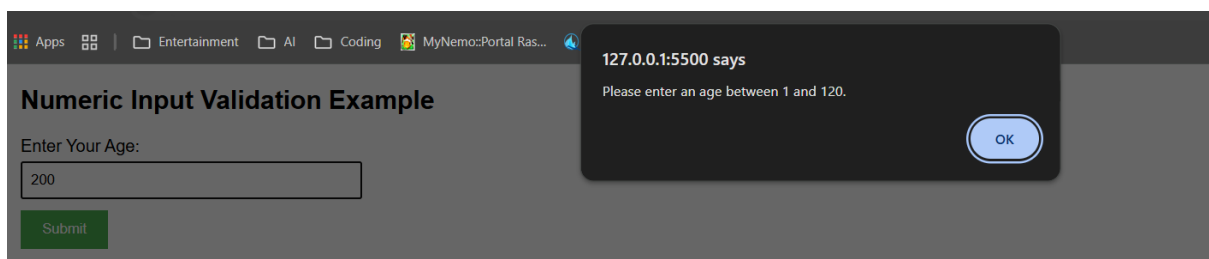 Apps Entertainment AI Coding MyNemo::Portal Ras...
127.0.0.1:5500 says
Please enter an age between 1 and 120.
OK
Numeric Input Validation Example
Enter Your Age:
200
Submit